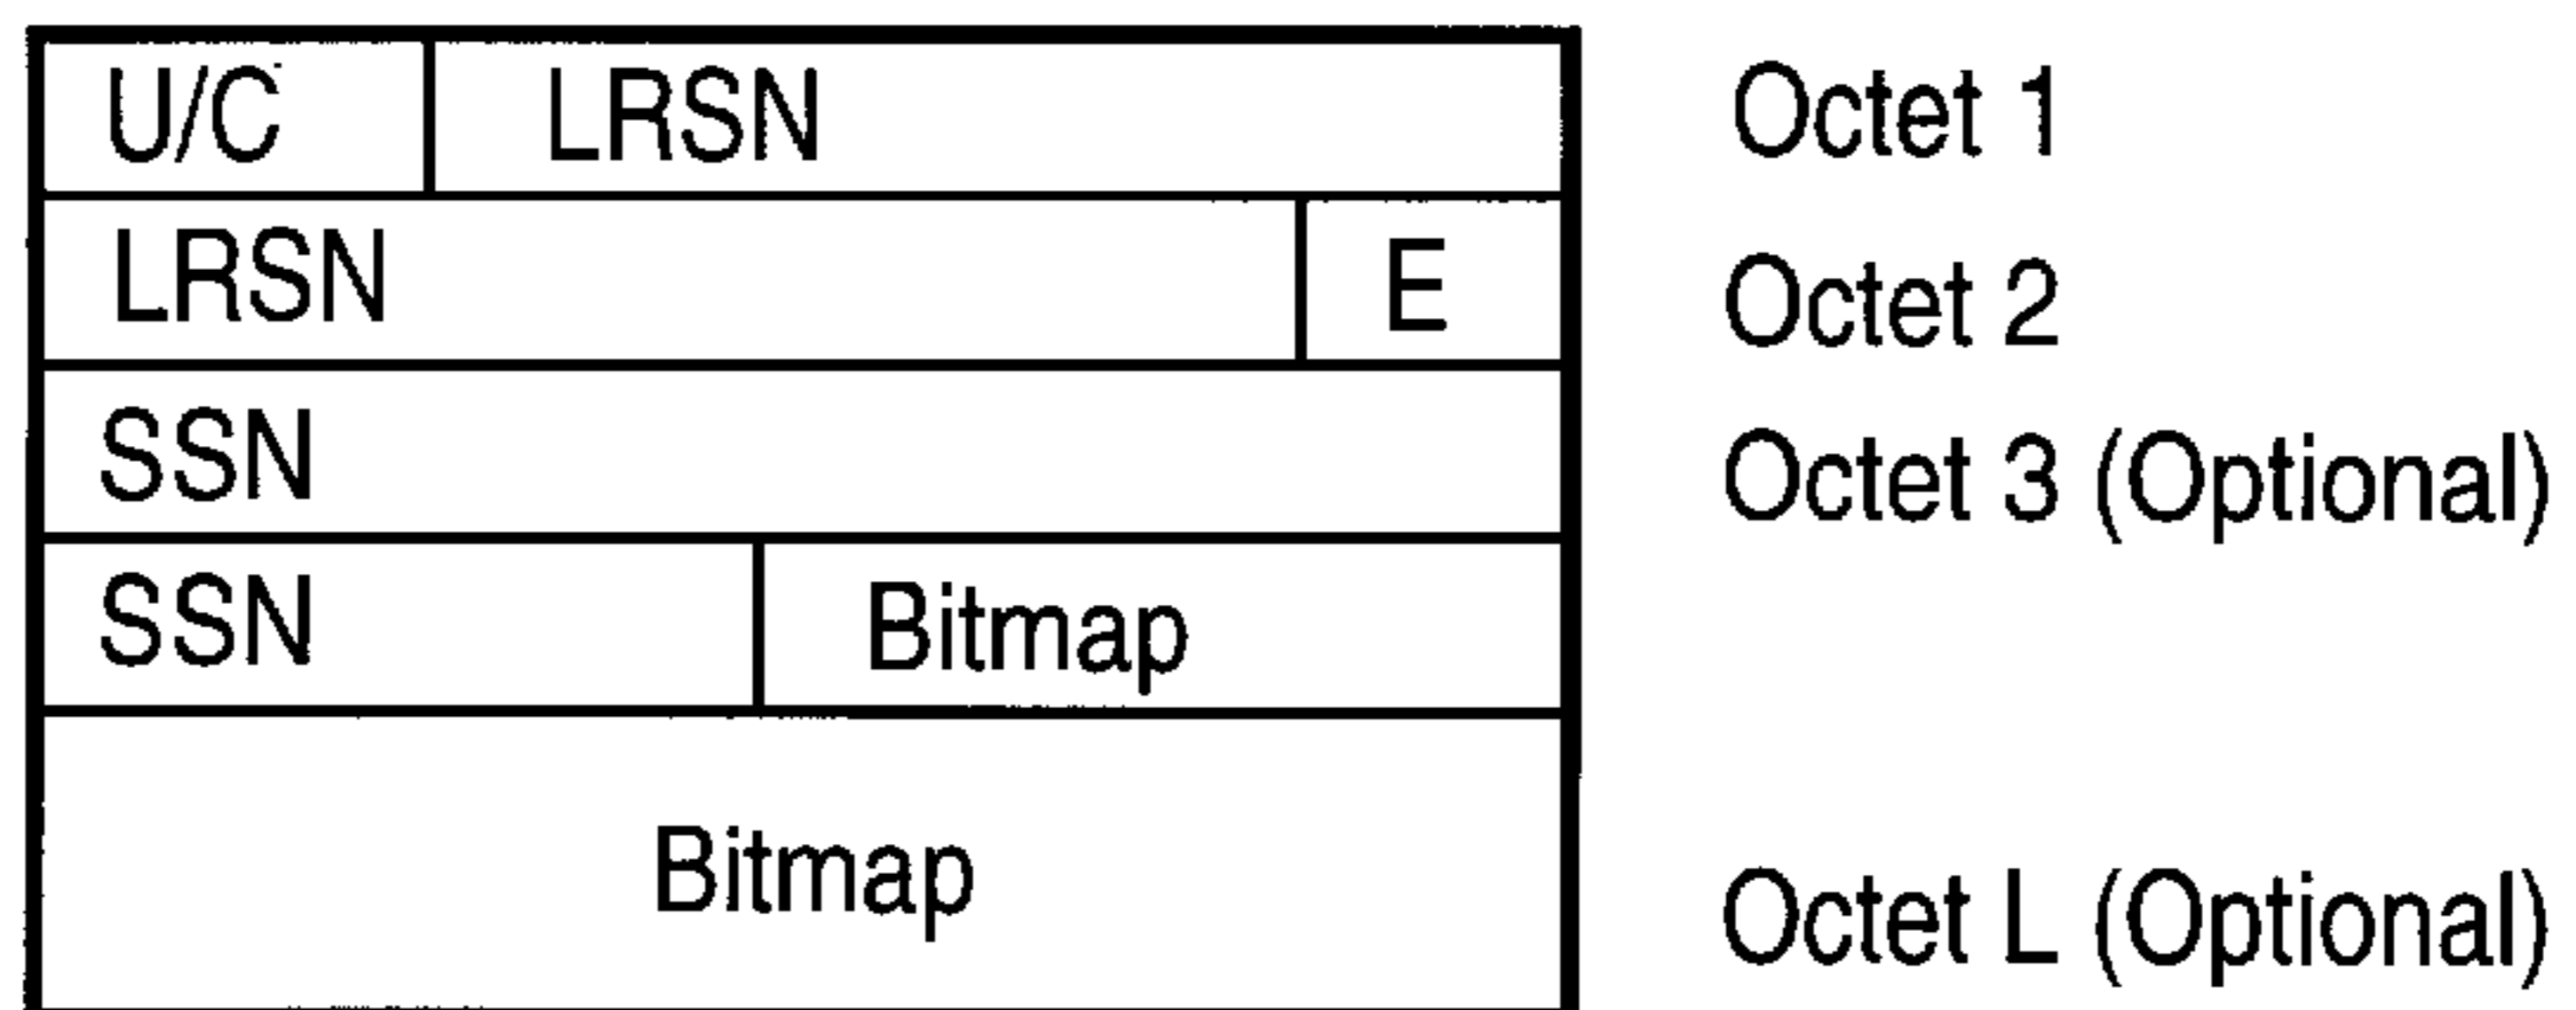 U/C LRSN Octet 1
LRSN E Octet 2
SSN Octet 3 (Optional)
SSN Bitmap
Bitmap Octet L (Optional)